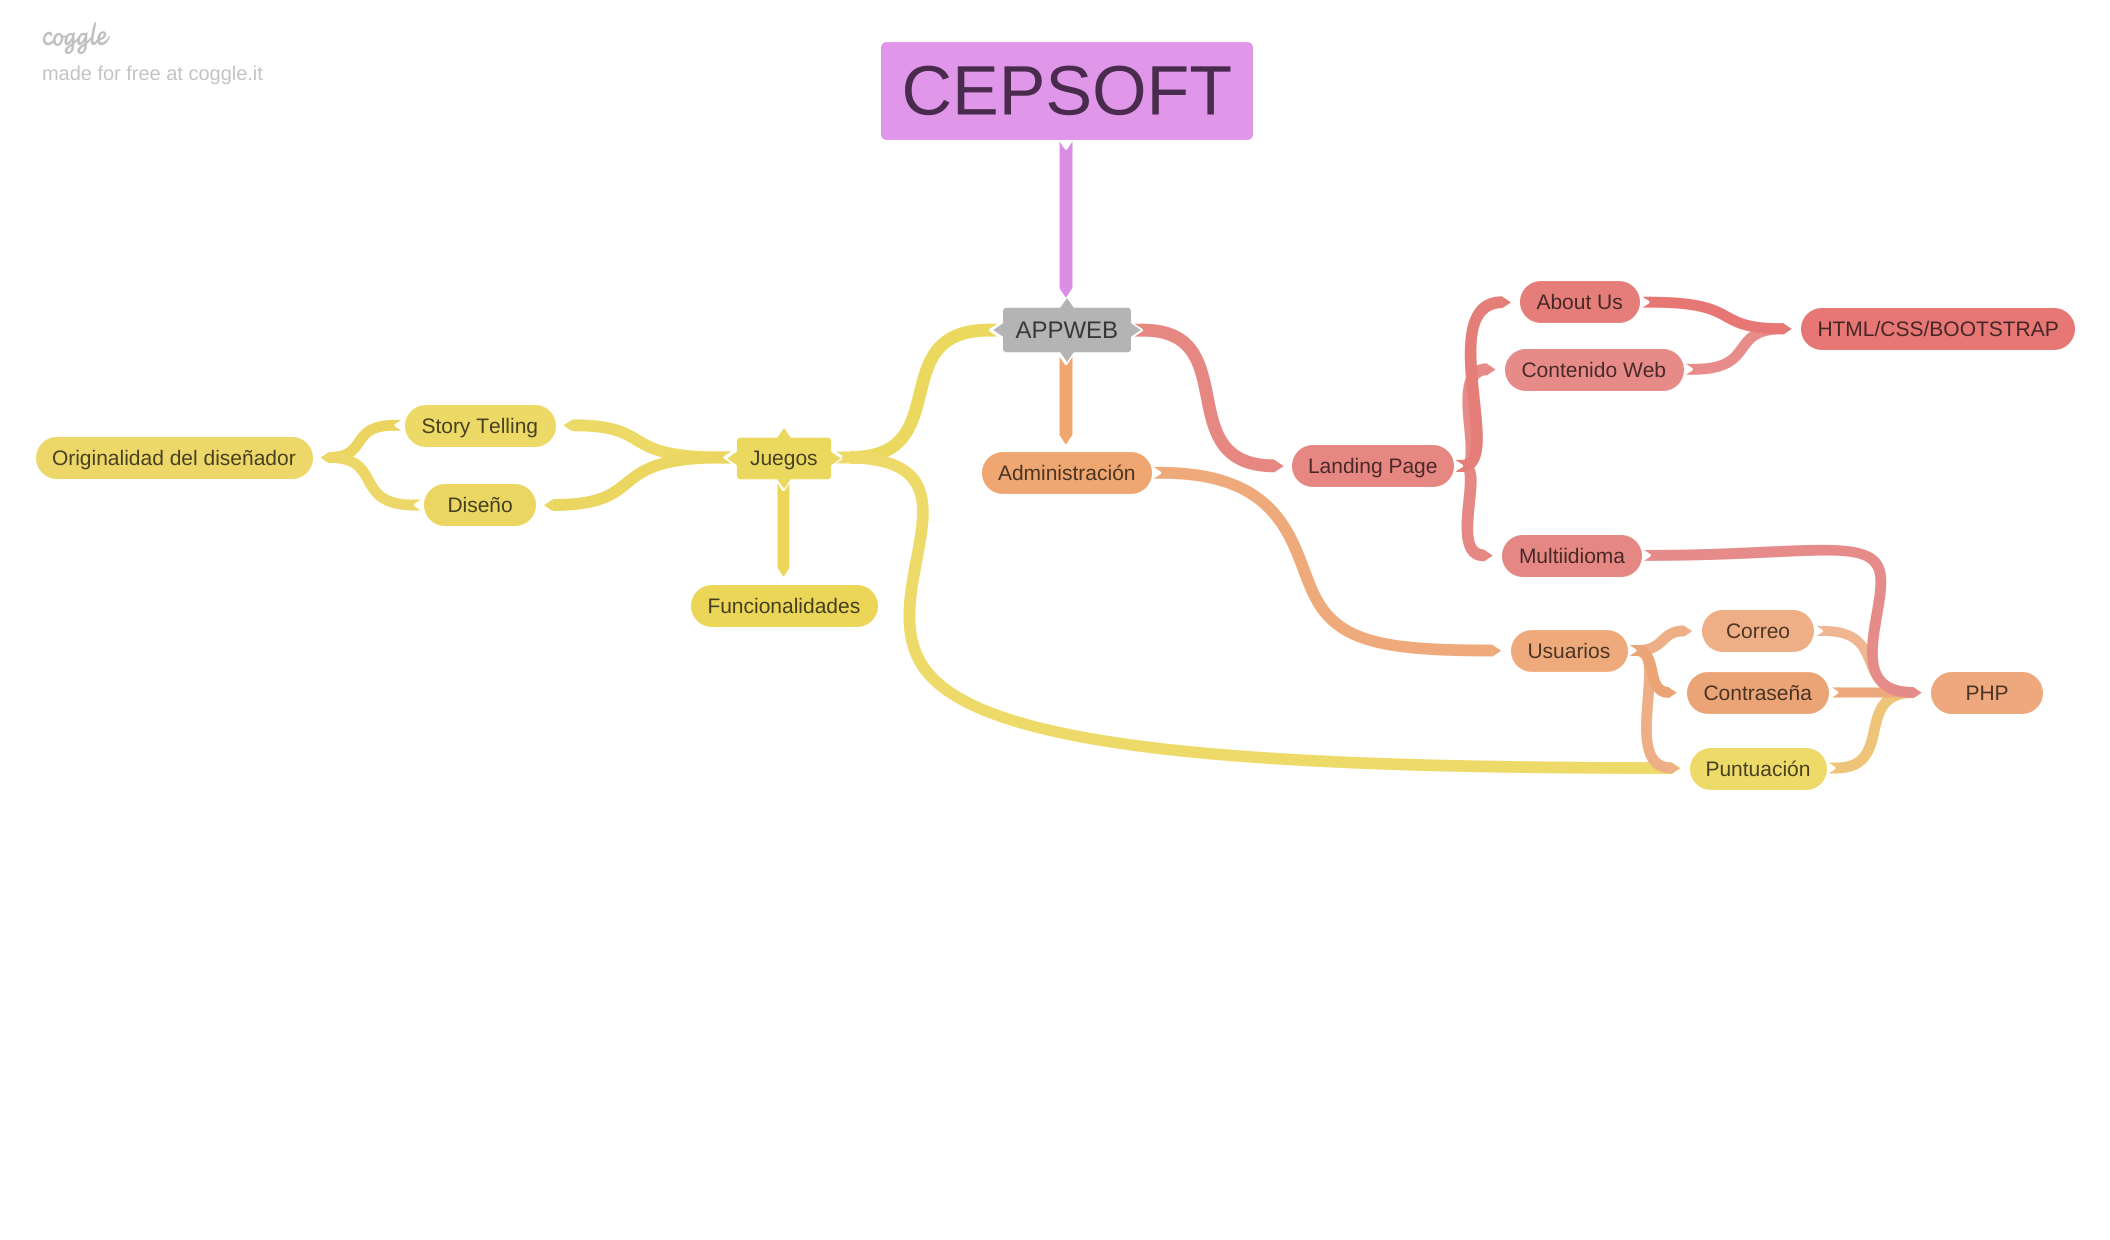 coggle
made for free at coggle.it
CEPSOFT
APPWEB
About Us
HTML/CSS/BOOTSTRAP
Contenido Web
Story Telling
Originalidad del diseñador
Juegos
Diseño
Administración
Landing Page
Funcionalidades
Multiidioma
Correo
Usuarios
Contraseña
PHP
Puntuación